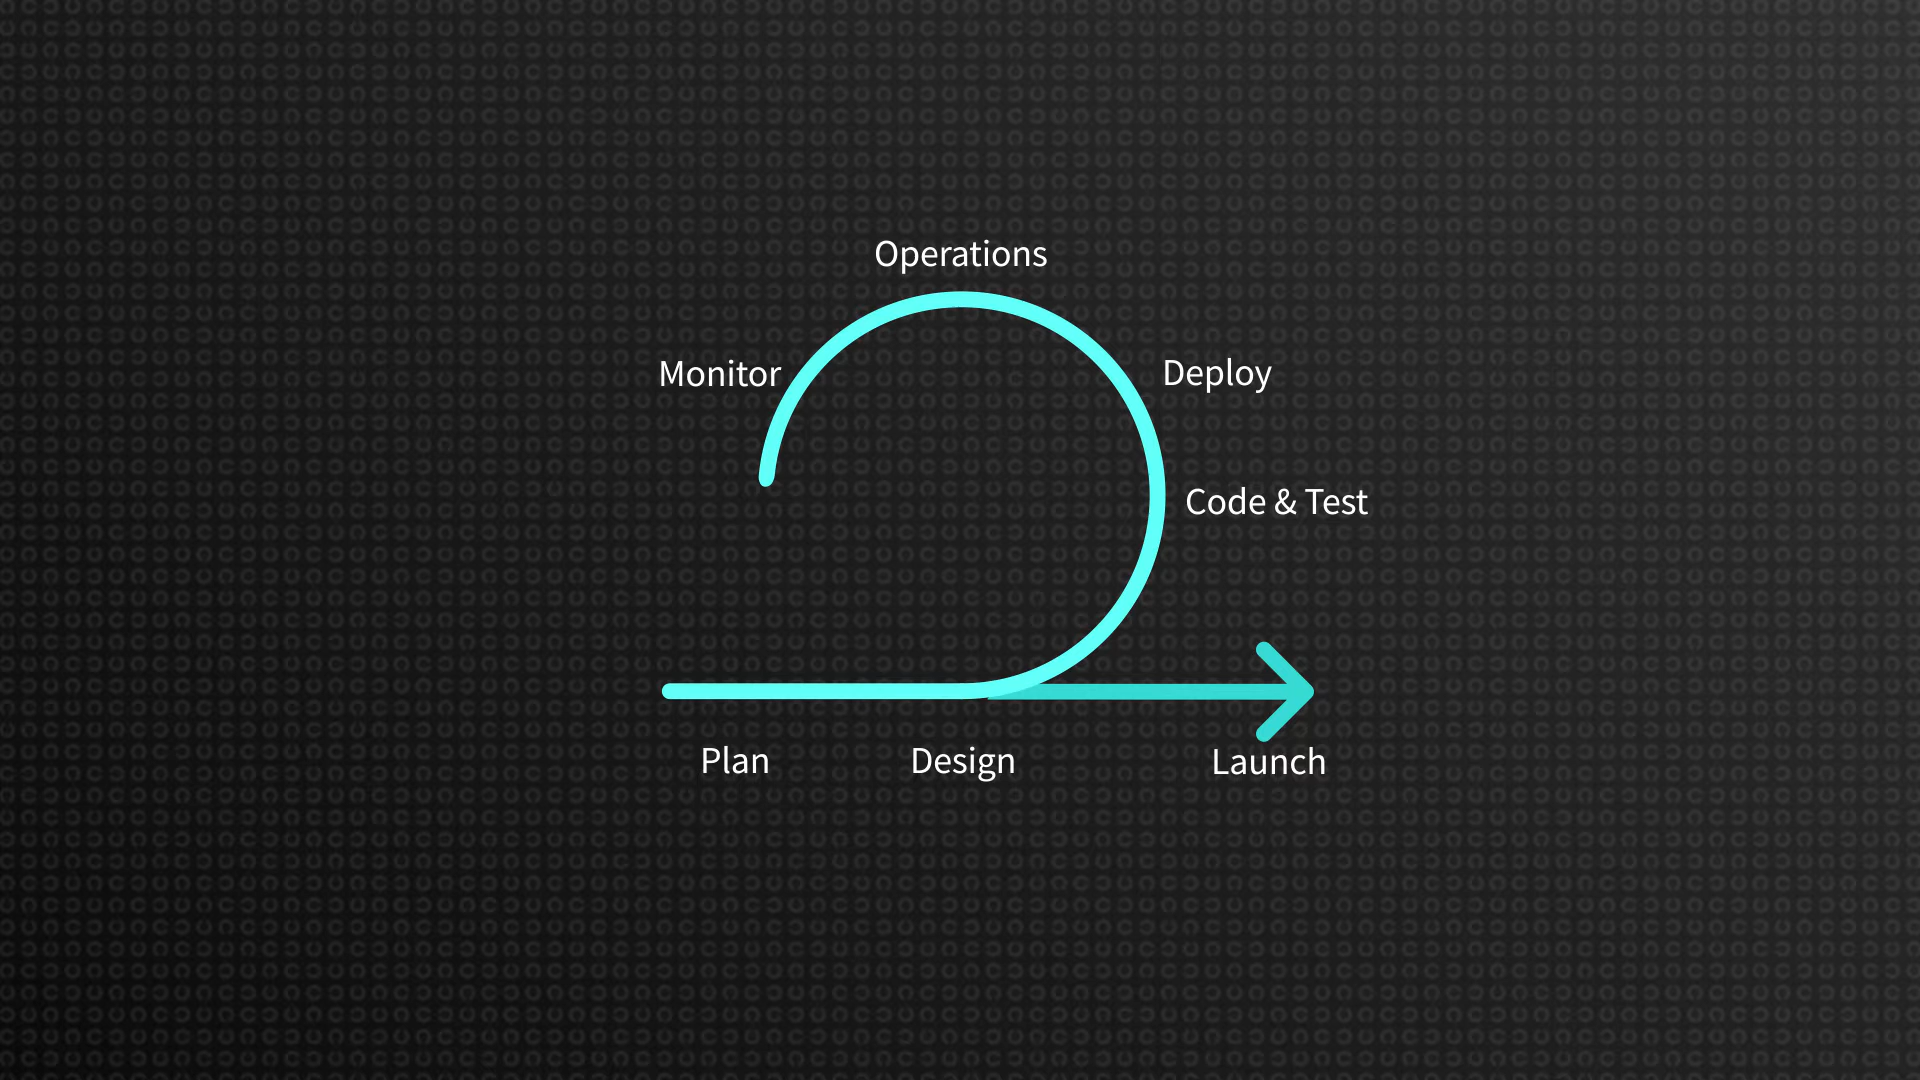 Operations
Monitor
Deploy
Code & Test
Plan
Design
Launch